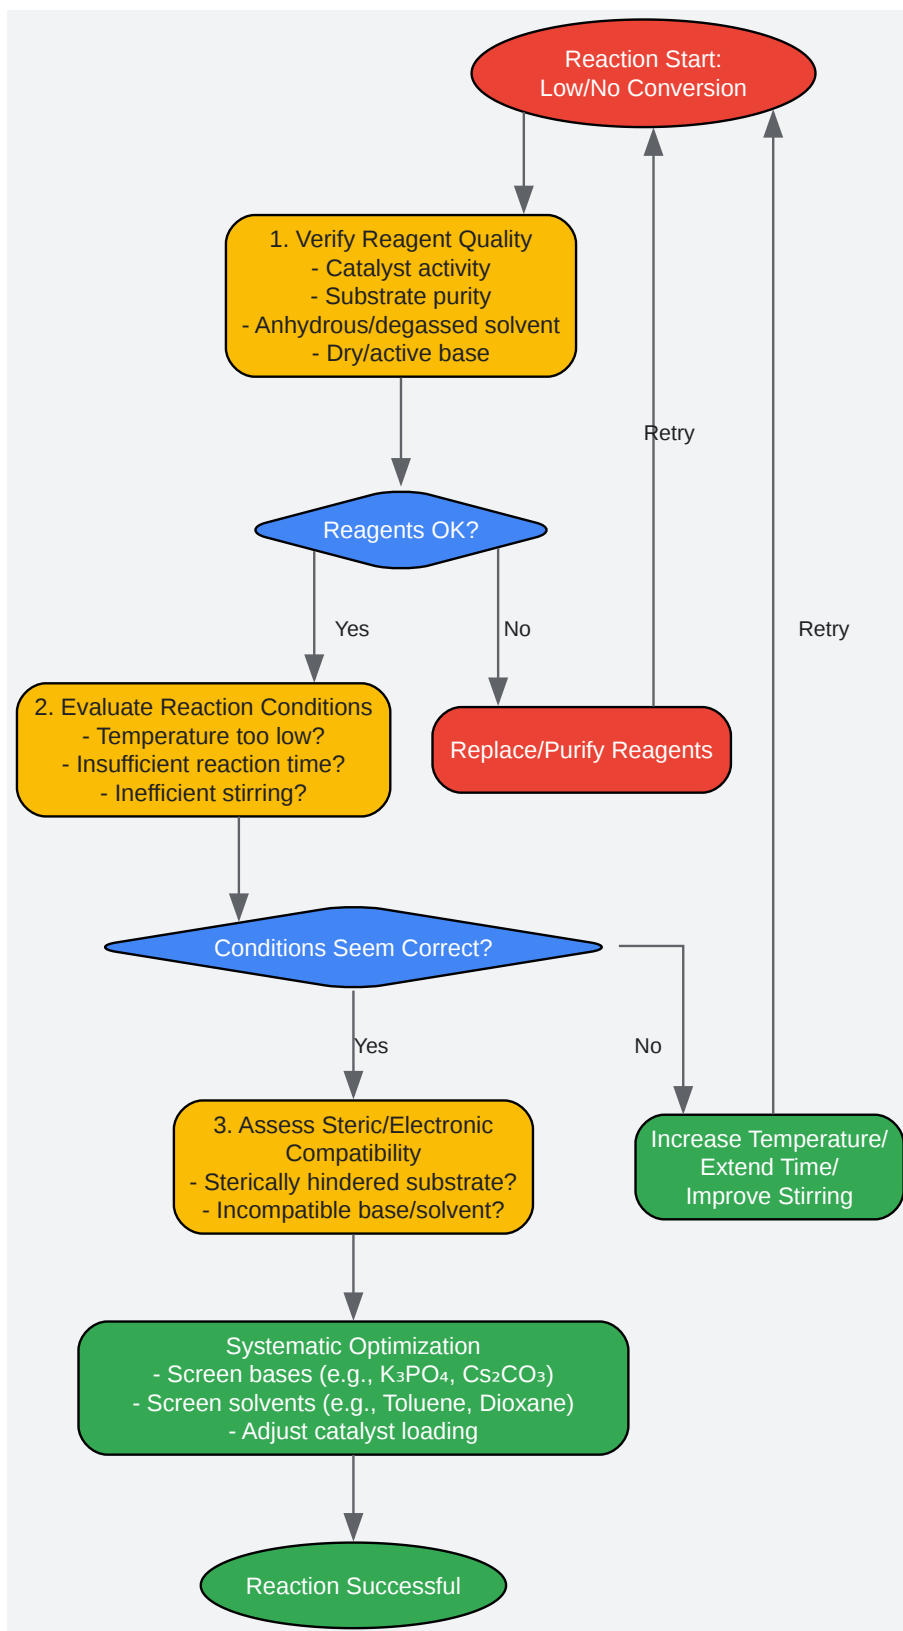 Reaction Start:
Low/No Conversion
1. Verify Reagent Quality
- Catalyst activity
- Substrate purity
- Anhydrous/degassed solvent
- Dry/active base
Retry
Reagents OK?
Yes
No
Retry
2. Evaluate Reaction Conditions
- Temperature too low?
- Insufficient reaction time?
- Inefficient stirring?
Replace/Purify Reagents
Conditions Seem Correct?
Yes
No
3. Assess Steric/Electronic
Compatibility
- Sterically hindered substrate?
- Incompatible base/solvent?
Increase Temperature/
Extend Time/
Improve Stirring
Systematic Optimization
- Screen bases (e.g., K₃PO₄, Cs₂CO₃)
- Screen solvents (e.g., Toluene, Dioxane)
- Adjust catalyst loading
Reaction Successful